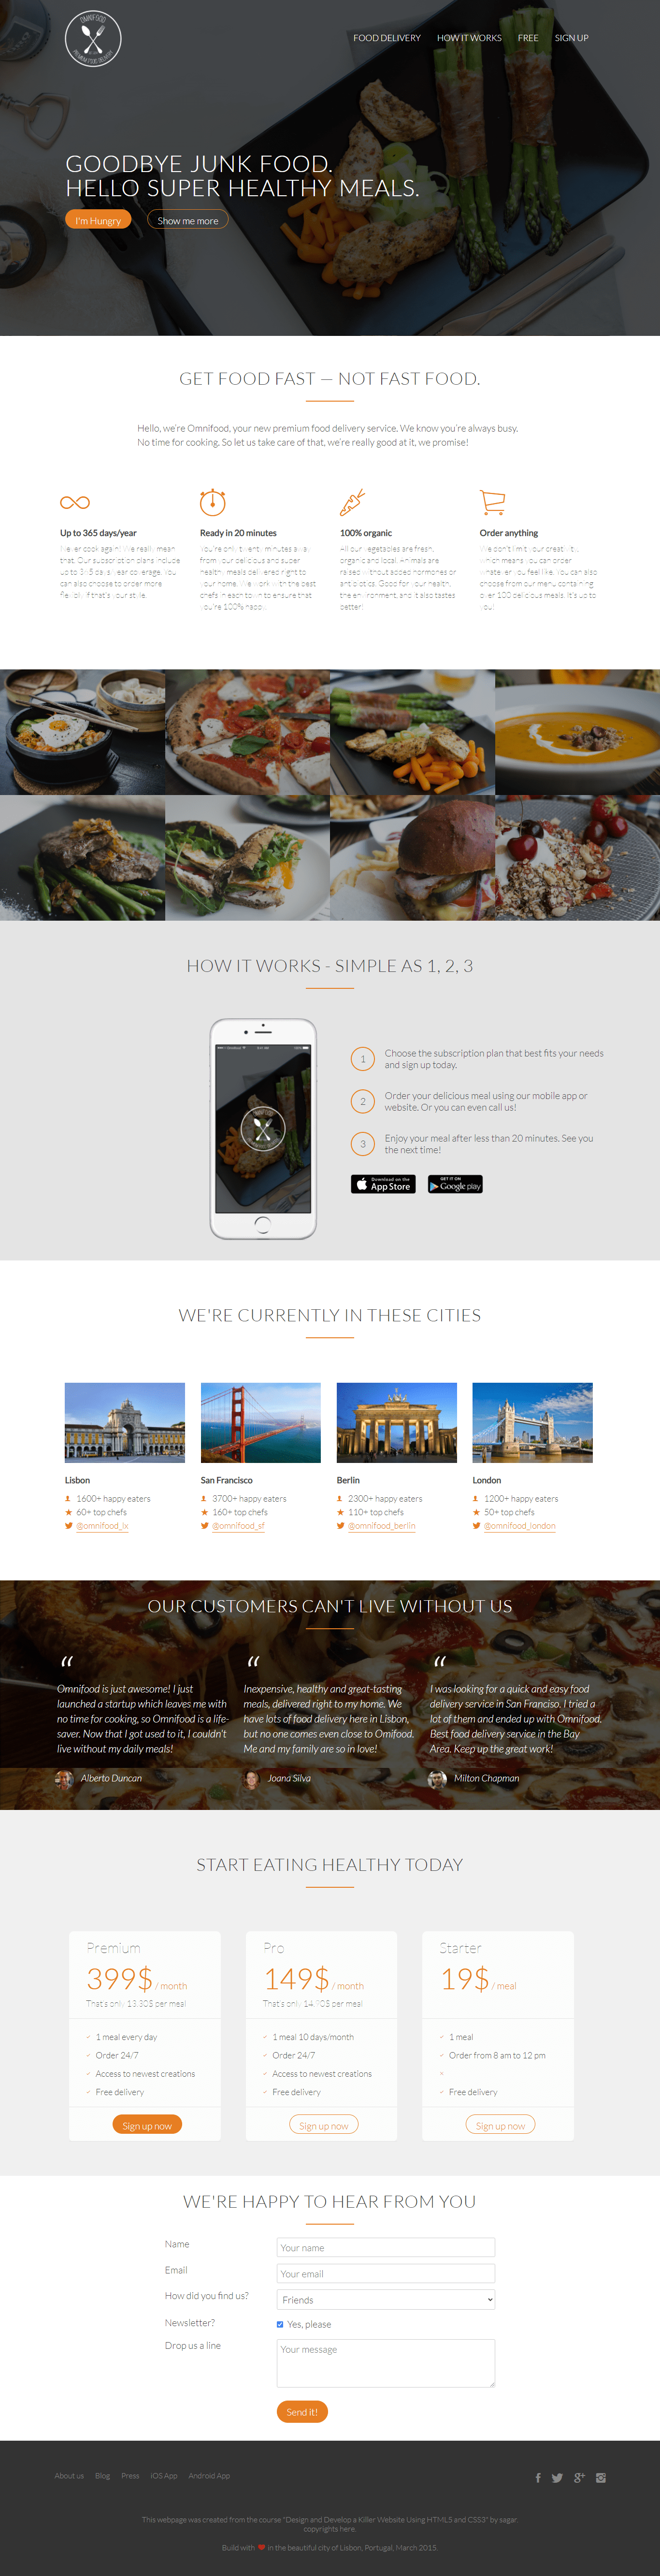 OMNIFOOD
PREMIUM FOOD DELIVERY
FOOD DELIVERY HOW IT WORKS FREE SIGN UP
GOODBYE JUNK FOOD.
HELLO SUPER HEALTHY MEALS.
I'm Hungry Show me more
GET FOOD FAST — NOT FAST FOOD.
Hello, we're Omnifood, your new premium food delivery service. We know you're always busy.
No time for cooking. So let us take care of that, we're really good at it, we promise!
Up to 365 days/year
Never cook again! We really mean
that. Our subscription plans include
up to 365 days/year coverage. You
can also choose to order more
flexibly if that's your style.
Ready in 20 minutes
You're only twenty minutes away
from your delicious and super
healthy meals delivered right to
your home. We work with the best
chefs in each town to ensure that
you're 100% happy.
100% organic
All our vegetables are fresh,
organic and local. Animals are
raised without added hormones or
antibiotics. Good for your health,
the environment, and it also tastes
better!
Order anything
We don't limit your creativity,
which means you can order
whatever you feel like. You can also
choose from our menu containing
over 100 delicious meals. It's up to
you!
HOW IT WORKS - SIMPLE AS 1, 2, 3
1 Choose the subscription plan that best fits your needs
and sign up today.
2 Order your delicious meal using our mobile app or
website. Or you can even call us!
3 Enjoy your meal after less than 20 minutes. See you
the next time!
Download on the
App Store
GET IT ON
Google play
WE'RE CURRENTLY IN THESE CITIES
Lisbon
1600+ happy eaters
60+ top chefs
@omnifood_lx
San Francisco
3700+ happy eaters
160+ top chefs
@omnifood_sf
Berlin
2300+ happy eaters
110+ top chefs
@omnifood_berlin
London
1200+ happy eaters
50+ top chefs
@omnifood_london
OUR CUSTOMERS CAN'T LIVE WITHOUT US
“
Omnifood is just awesome! I just
launched a startup which leaves me with
no time for cooking, so Omnifood is a life-
saver. Now that I got used to it, I couldn't
live without my daily meals!
Alberto Duncan
“
Inexpensive, healthy and great-tasting
meals, delivered right to my home. We
have lots of food delivery here in Lisbon,
but no one comes even close to Omifood.
Me and my family are so in love!
Joana Silva
“
I was looking for a quick and easy food
delivery service in San Franciso. I tried a
lot of them and ended up with Omnifood.
Best food delivery service in the Bay
Area. Keep up the great work!
Milton Chapman
START EATING HEALTHY TODAY
Premium
399$ / month
That's only 13.30$ per meal
1 meal every day
Order 24/7
Access to newest creations
Free delivery
Sign up now
Pro
149$ / month
That's only 14.90$ per meal
1 meal 10 days/month
Order 24/7
Access to newest creations
Free delivery
Sign up now
Starter
19$ / meal
1 meal
Order from 8 am to 12 pm
Free delivery
Sign up now
WE'RE HAPPY TO HEAR FROM YOU
Name Your name
Email Your email
How did you find us? Friends
Newsletter? Yes, please
Drop us a line Your message
Send it!
About us Blog Press iOS App Android App
This webpage was created from the course "Design and Develop a Killer Website Using HTML5 and CSS3" by sagar.
copyrights here.
Build with in the beautiful city of Lisbon, Portugal, March 2015.